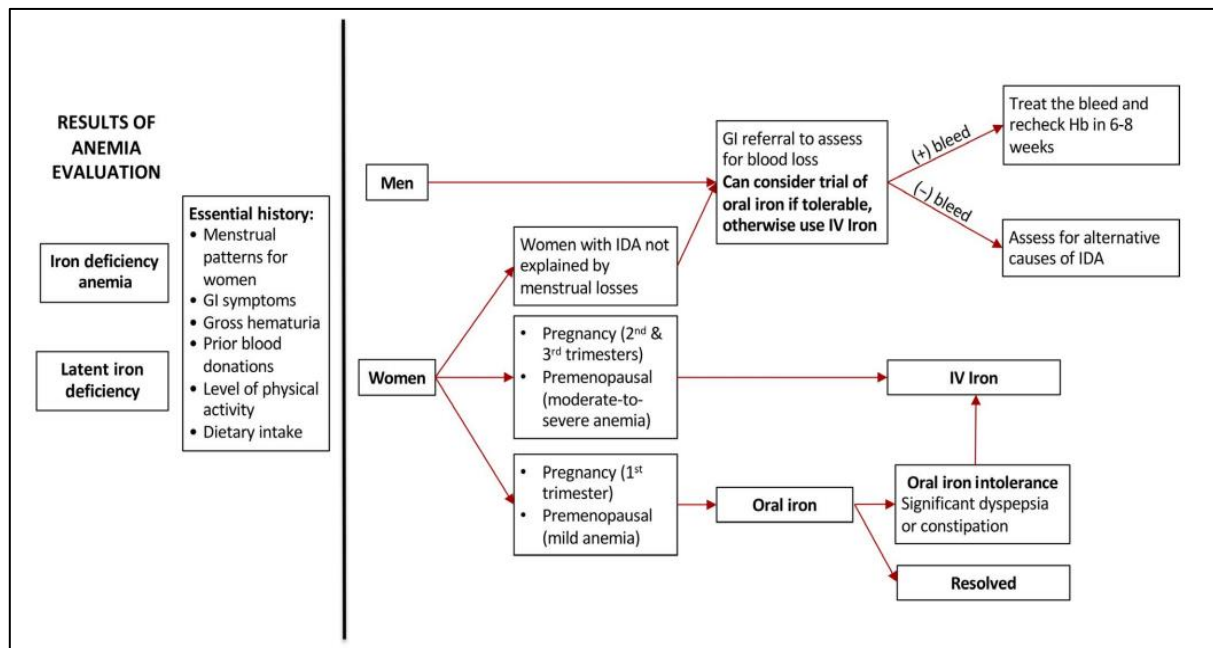 RESULTS OF
ANEMIA
EVALUATION
Iron deficiency
anemia
Latent iron
deficiency
Essential history:
• Menstrual
patterns for
women
• GI symptoms
• Gross hematuria
• Prior blood
donations
• Level of physical
activity
• Dietary intake
Men
Women
Women with IDA not
explained by
menstrual losses
• Pregnancy (2nd &
3rd trimesters)
• Premenopausal
(moderate-to-
severe anemia)
• Pregnancy (1st
trimester)
• Premenopausal
(mild anemia)
GI referral to assess
for blood loss
Can consider trial of
oral iron if tolerable,
otherwise use IV Iron
(+) bleed
(−) bleed
Treat the bleed and
recheck Hb in 6-8
weeks
Assess for alternative
causes of IDA
IV Iron
Oral iron
Oral iron intolerance
Significant dyspepsia
or constipation
Resolved